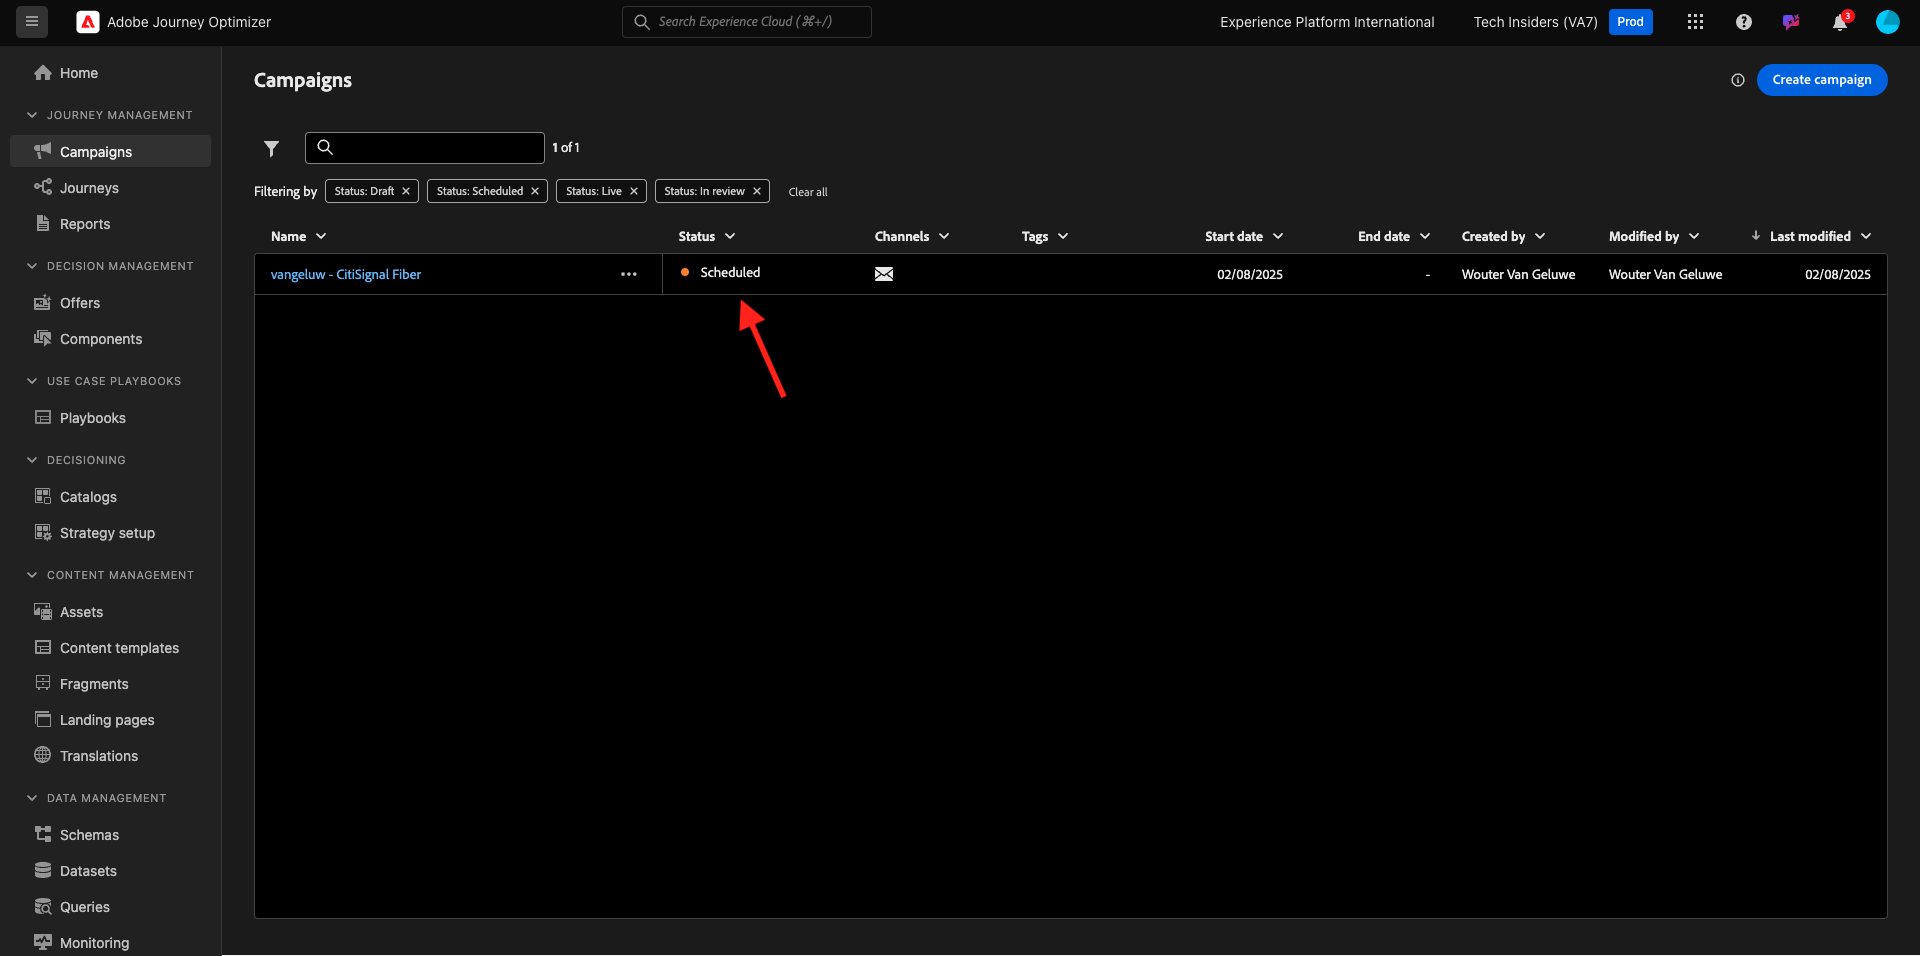 Adobe Journey Optimizer
Search Experience Cloud (⌘+/)
Experience Platform International
Tech Insiders (VA7)
Prod
3
Home
JOURNEY MANAGEMENT
Campaigns
Journeys
Reports
DECISION MANAGEMENT
Offers
Components
USE CASE PLAYBOOKS
Playbooks
DECISIONING
Catalogs
Strategy setup
CONTENT MANAGEMENT
Assets
Content templates
Fragments
Landing pages
Translations
DATA MANAGEMENT
Schemas
Datasets
Queries
Monitoring
Campaigns
Create campaign
1 of 1
Filtering by Status: Draft Status: Scheduled Status: Live Status: In review Clear all
Name Status Channels Tags Start date End date Created by Modified by Last modified
vangeluw - CitiSignal Fiber ••• Scheduled 02/08/2025 - Wouter Van Geluwe Wouter Van Geluwe 02/08/2025